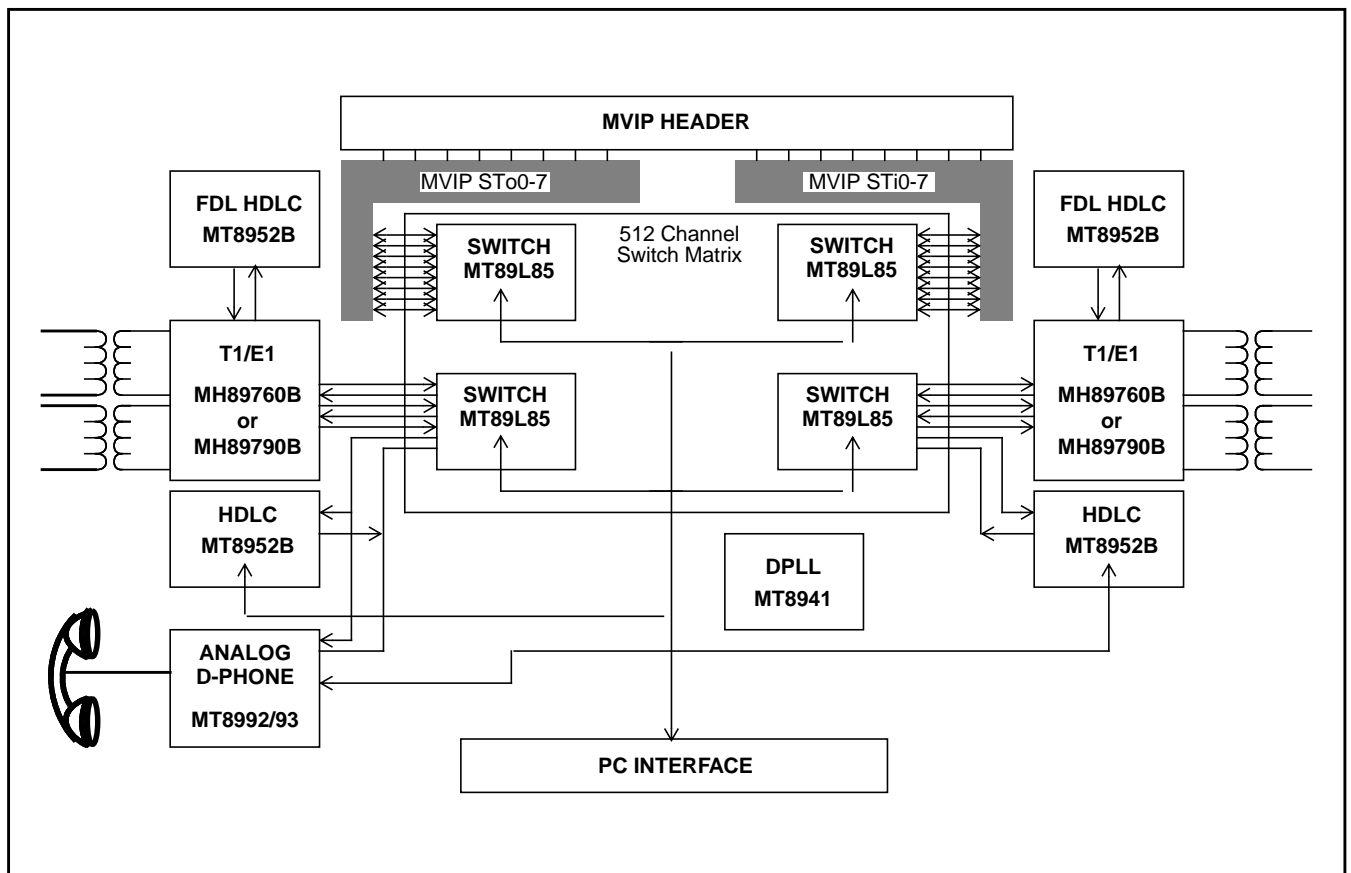 MVIP HEADER
MVIP STo0-7
MVIP STi0-7
FDL HDLC
MT8952B
SWITCH
MT89L85
512 Channel
Switch Matrix
SWITCH
MT89L85
FDL HDLC
MT8952B
T1/E1
MH89760B
or
MH89790B
SWITCH
MT89L85
SWITCH
MT89L85
T1/E1
MH89760B
or
MH89790B
HDLC
MT8952B
DPLL
MT8941
HDLC
MT8952B
ANALOG
D-PHONE
MT8992/93
PC INTERFACE